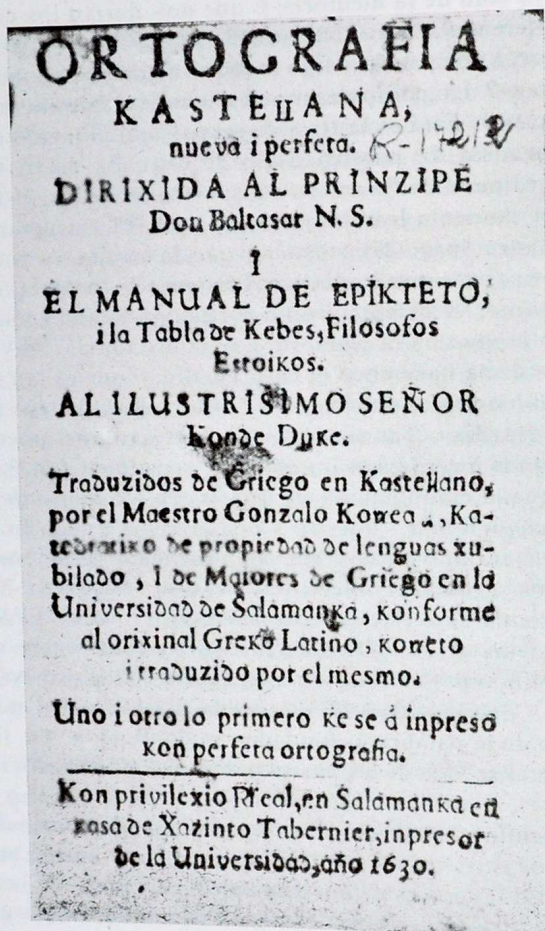 ORTOGRAFIA
KASTEllANA,
nueva i perfeta. K-17212
DIRIXIDA AL PRINZIPE
Don Baltasar N. S.
I
EL MANUAL DE EPIKTETO,
i la Tabla de Kebes, Filosofos
Estoikos.
AL ILUSTRISIMO SEÑOR
Konde Duke.
Traduzidos de Griego en Kastellano,
por el Maestro Gonzalo Korrea, Ka-
tedratiko de propiedad de lenguas xu-
bilado, I de Maiores de Griego en la
Universidad de Salamanka, konforme
al orixinal Greko Latino, korreto
i traduzido por el mesmo.
Uno i otro lo primero ke se a inpreso
kon perfeta ortografia.
Kon privilexio Rreal, en Salamanka en
kasa de Xazinto Tabernier, inpresor
de la Universidad, año 1630.